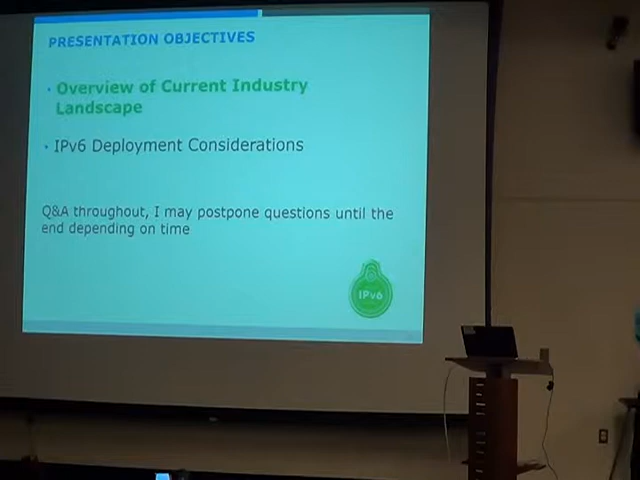 PRESENTATION OBJECTIVES
· Overview of Current Industry
Landscape
· IPv6 Deployment Considerations
Q&A throughout, I may postpone questions until the
end depending on time
IPv6